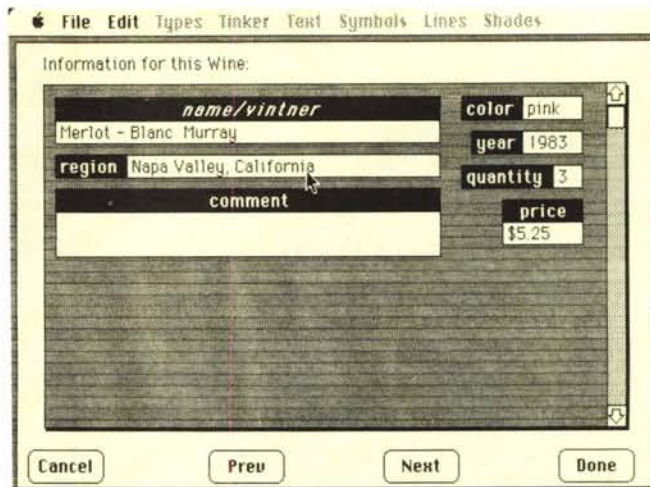 File Edit Types Tinker Text Symbols Lines Shades
Information for this Wine:
name/vintner
Merlot - Blanc Murray
color pink
year 1983
region Napa Valley, California
quantity 3
comment
price
$5.25
Cancel Prev Next Done